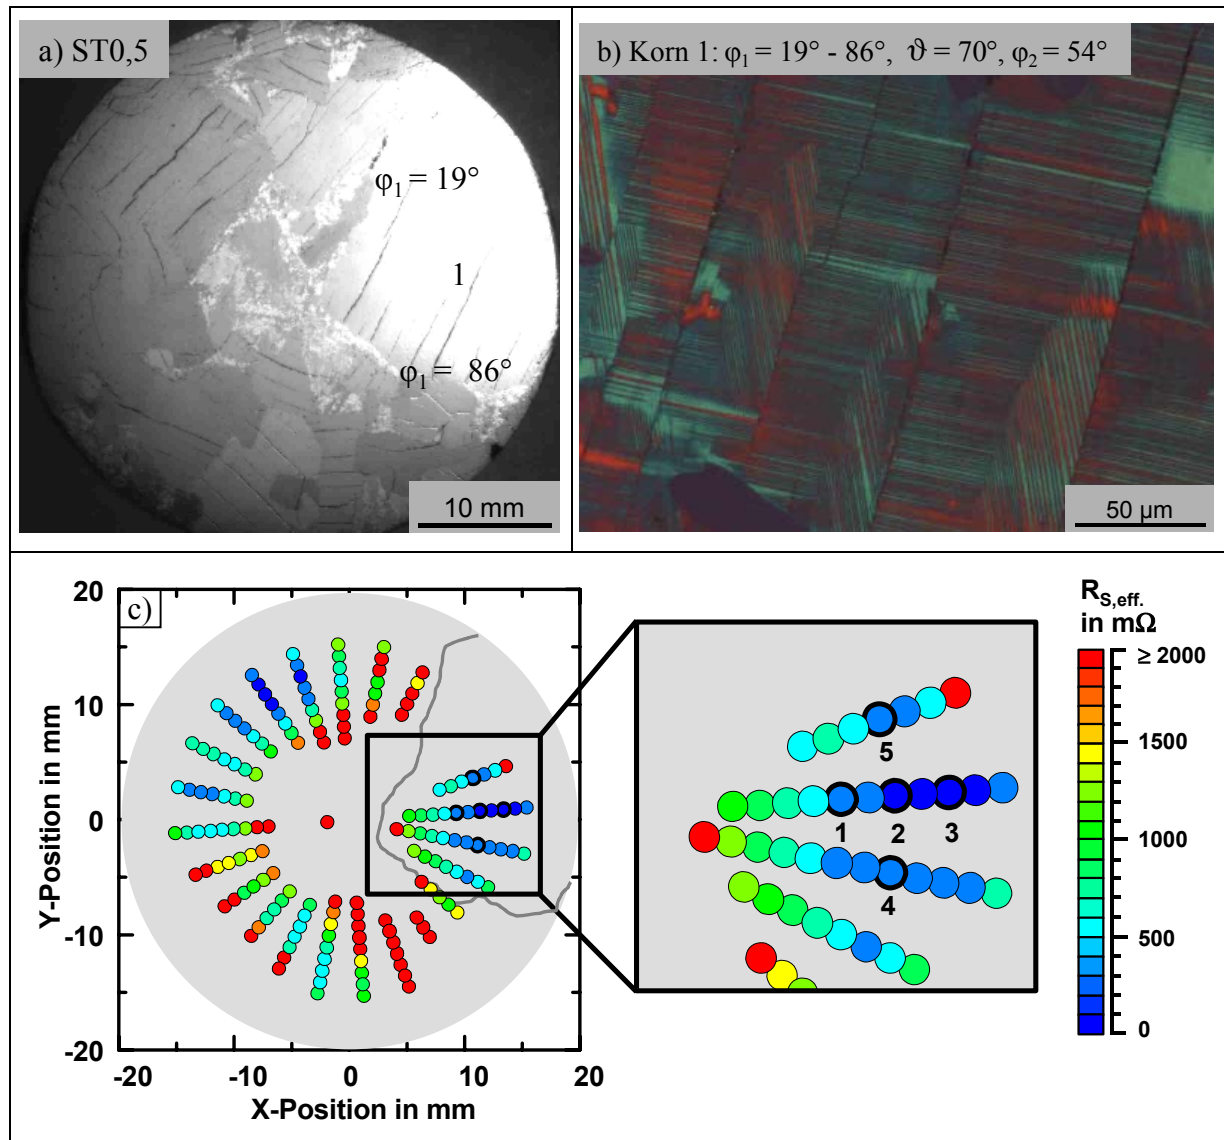 a) ST0,5
φ₁ = 19°
1
φ₁ = 86°
10 mm
b) Korn 1: φ₁ = 19° - 86°, ϑ = 70°, φ₂ = 54°
50 µm
c)
20
10
0
-10
-20
Y-Position in mm
-20
-10
0
10
20
X-Position in mm
5
1
2
3
4
R_S,eff.
in mΩ
≥ 2000
1500
1000
500
0